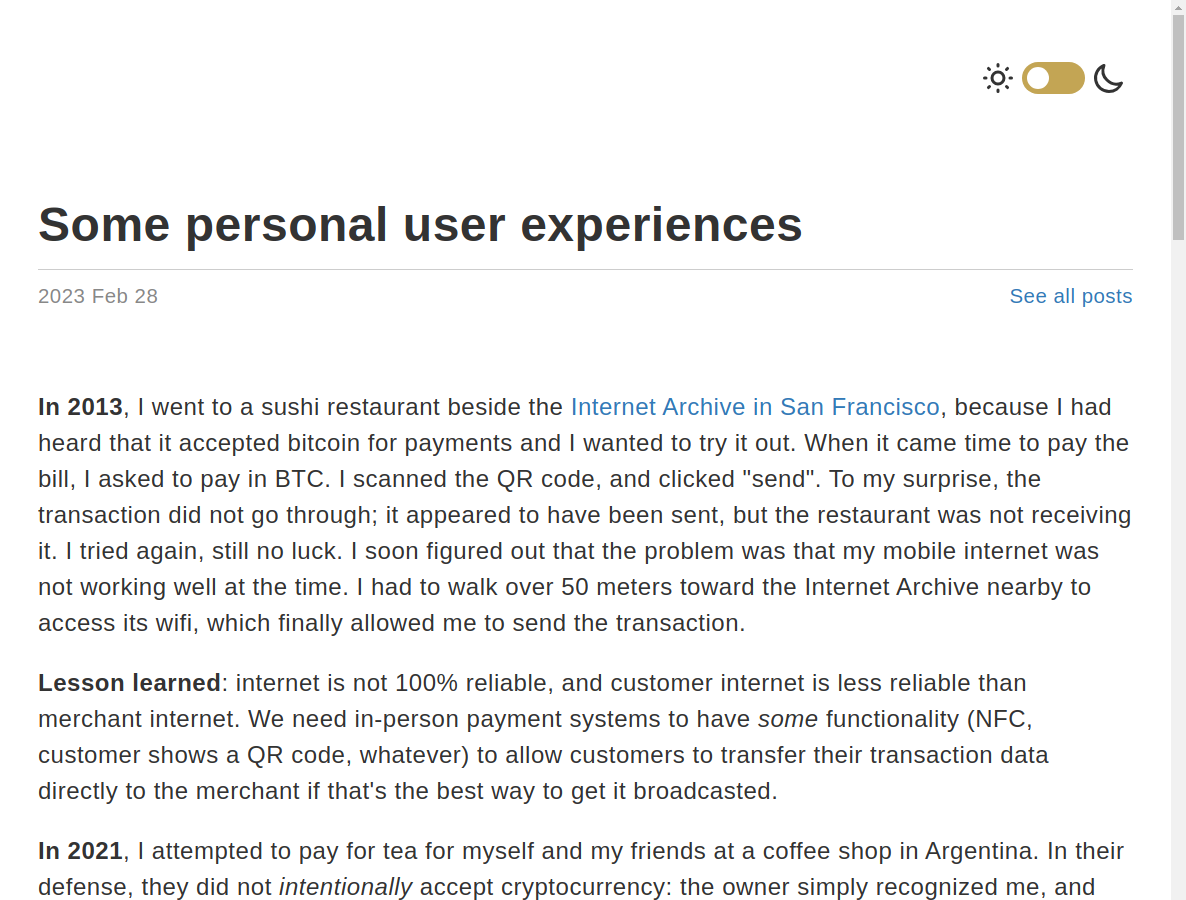 Some personal user experiences
2023 Feb 28
See all posts
In 2013, I went to a sushi restaurant beside the Internet Archive in San Francisco, because I had
heard that it accepted bitcoin for payments and I wanted to try it out. When it came time to pay the
bill, I asked to pay in BTC. I scanned the QR code, and clicked "send". To my surprise, the
transaction did not go through; it appeared to have been sent, but the restaurant was not receiving
it. I tried again, still no luck. I soon figured out that the problem was that my mobile internet was
not working well at the time. I had to walk over 50 meters toward the Internet Archive nearby to
access its wifi, which finally allowed me to send the transaction.
Lesson learned: internet is not 100% reliable, and customer internet is less reliable than
merchant internet. We need in-person payment systems to have some functionality (NFC,
customer shows a QR code, whatever) to allow customers to transfer their transaction data
directly to the merchant if that's the best way to get it broadcasted.
In 2021, I attempted to pay for tea for myself and my friends at a coffee shop in Argentina. In their
defense, they did not intentionally accept cryptocurrency: the owner simply recognized me, and